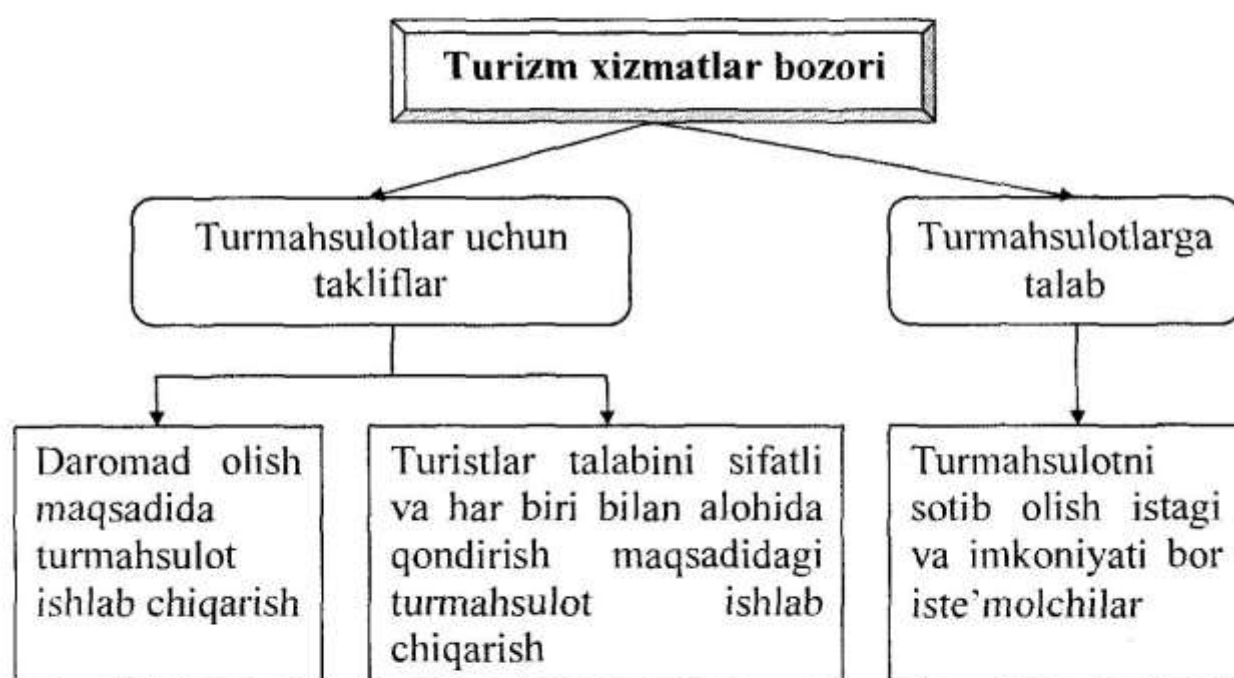 Turizm xizmatlar bozori
Turmahsulotlar uchun
takliflar
Turmahsulotlarga
talab
Daromad olish
maqsadida
turmahsulot
ishlab chiqarish
Turistlar talabini sifatli
va har biri bilan alohida
qondirish maqsadidagi
turmahsulot ishlab
chiqarish
Turmahsulotni
sotib olish istagi
va imkoniyati bor
iste'molchilar